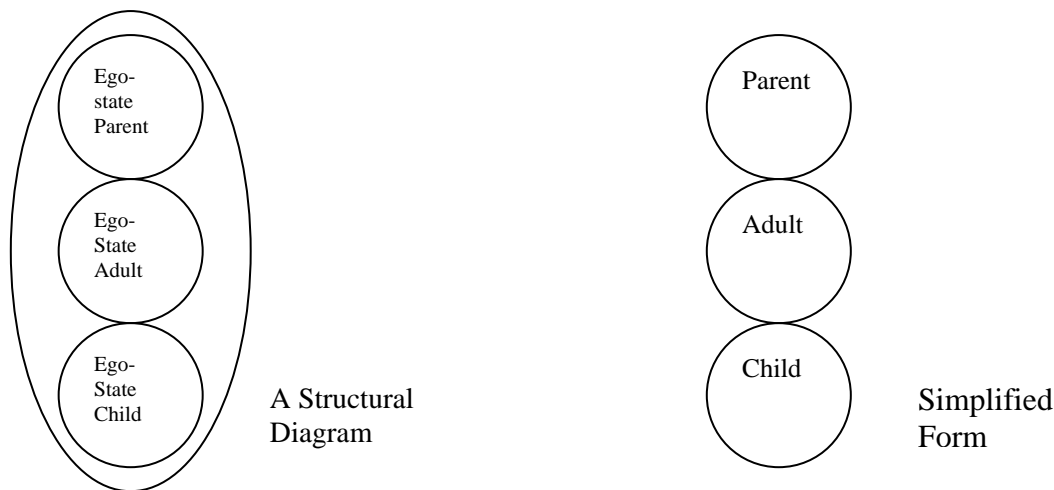 Ego-
state
Parent
Ego-
State
Adult
Ego-
State
Child
A Structural
Diagram
Parent
Adult
Child
Simplified
Form